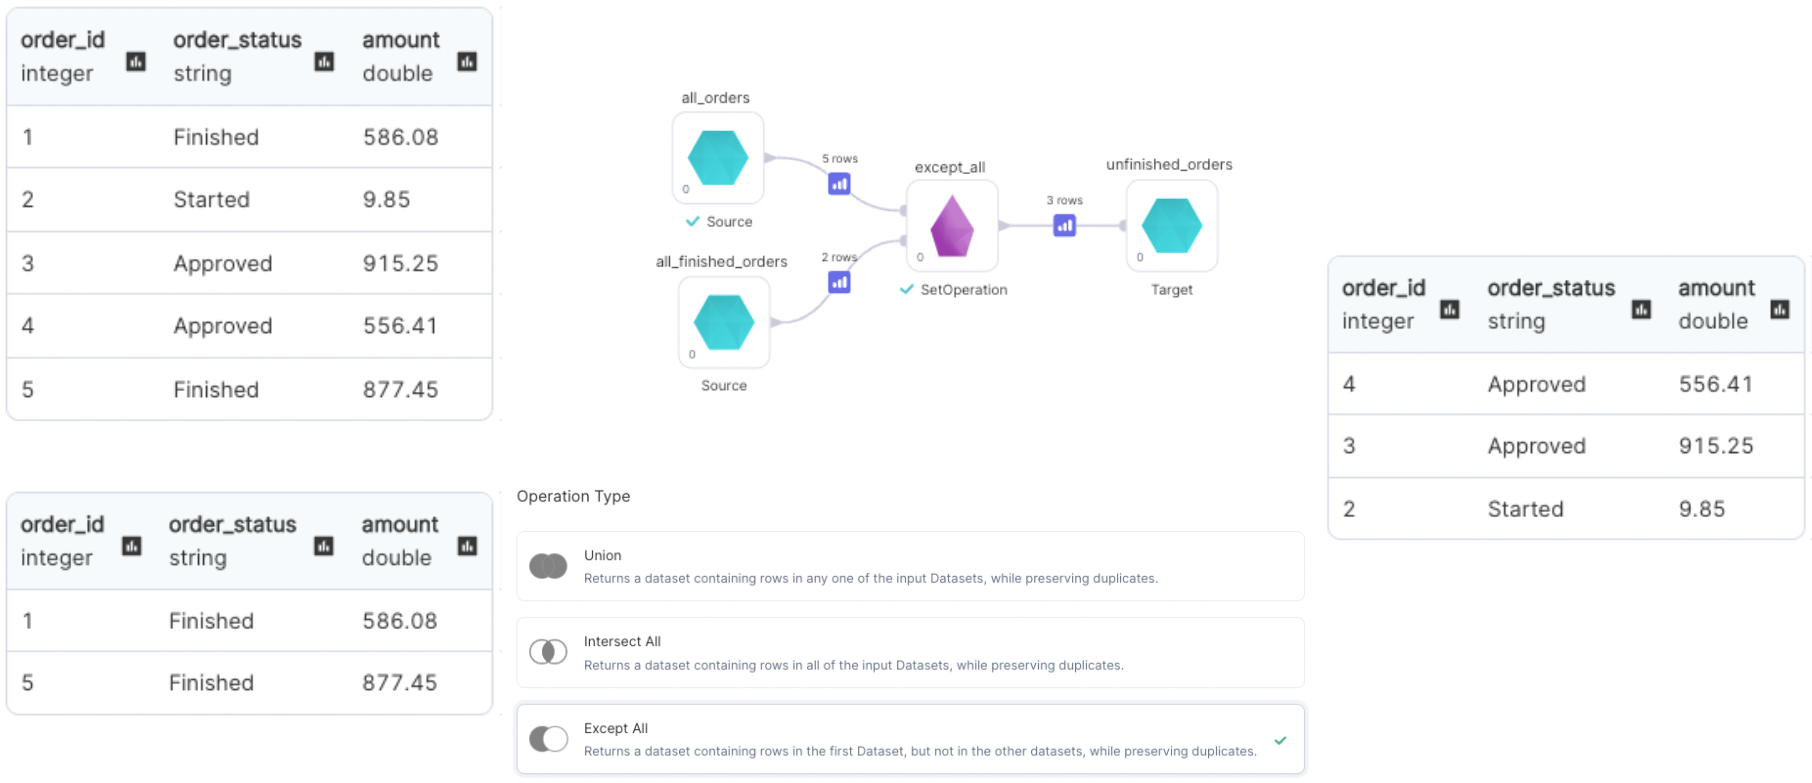 order_id order_status amount
integer string double
1 Finished 586.08
2 Started 9.85
3 Approved 915.25
4 Approved 556.41
5 Finished 877.45
order_id order_status amount
integer string double
1 Finished 586.08
5 Finished 877.45
all_orders
0
Source
5 rows
all_finished_orders
0
Source
2 rows
except_all
0
SetOperation
3 rows
unfinished_orders
0
Target
Operation Type
Union
Returns a dataset containing rows in any one of the input Datasets, while preserving duplicates.
Intersect All
Returns a dataset containing rows in all of the input Datasets, while preserving duplicates.
Except All
Returns a dataset containing rows in the first Dataset, but not in the other datasets, while preserving duplicates.
order_id order_status amount
integer string double
4 Approved 556.41
3 Approved 915.25
2 Started 9.85